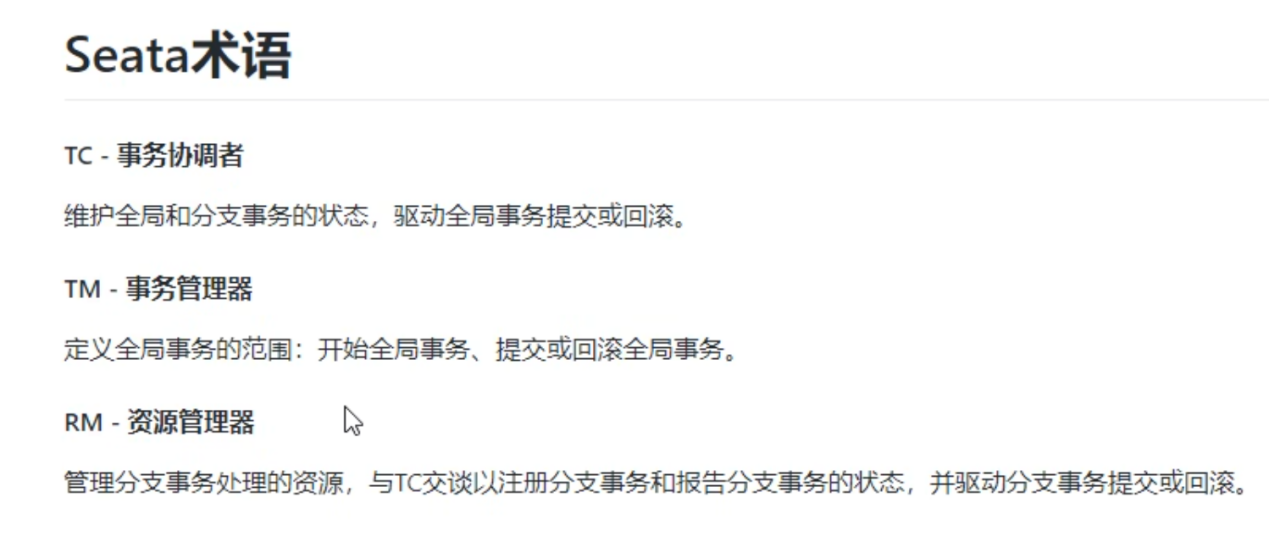 Seata术语
TC - 事务协调者
维护全局和分支事务的状态，驱动全局事务提交或回滚。
TM - 事务管理器
定义全局事务的范围：开始全局事务、提交或回滚全局事务。
RM - 资源管理器
管理分支事务处理的资源，与TC交谈以注册分支事务和报告分支事务的状态，并驱动分支事务提交或回滚。